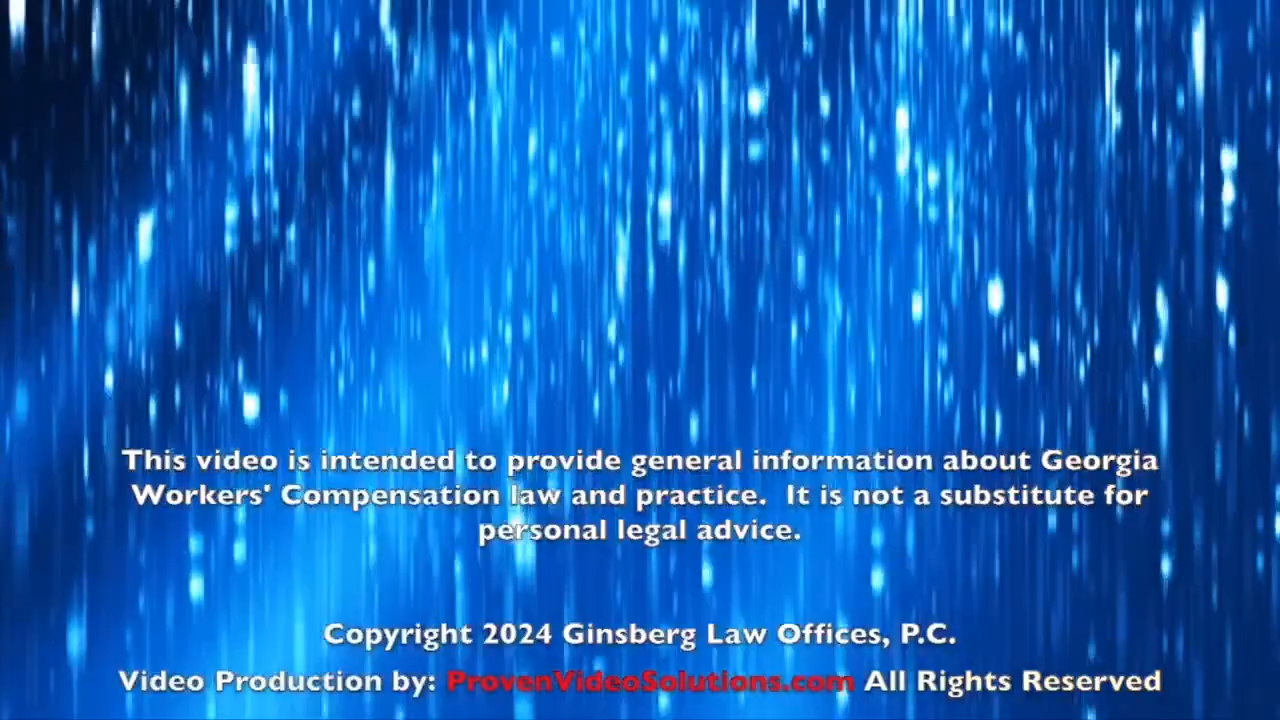 This video is intended to provide general information about Georgia
Workers' Compensation law and practice.  It is not a substitute for
personal legal advice.
Copyright 2024 Ginsberg Law Offices, P.C.
Video Production by: ProvenVideoSolutions.com All Rights Reserved